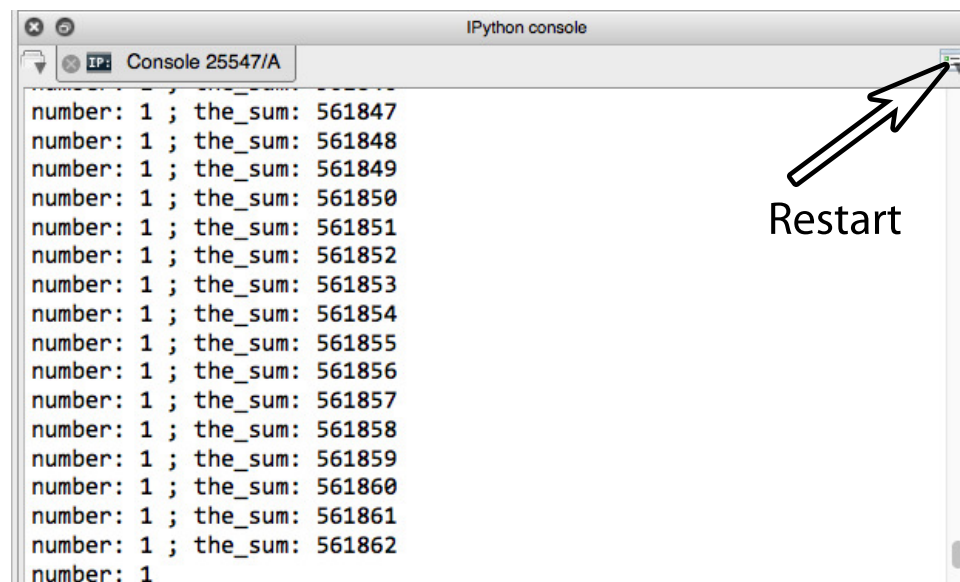 IPython console
IP: Console 25547/A
number: 1 ; the_sum: 561847
number: 1 ; the_sum: 561848
number: 1 ; the_sum: 561849
number: 1 ; the_sum: 561850
number: 1 ; the_sum: 561851
number: 1 ; the_sum: 561852
number: 1 ; the_sum: 561853
number: 1 ; the_sum: 561854
number: 1 ; the_sum: 561855
number: 1 ; the_sum: 561856
number: 1 ; the_sum: 561857
number: 1 ; the_sum: 561858
number: 1 ; the_sum: 561859
number: 1 ; the_sum: 561860
number: 1 ; the_sum: 561861
number: 1 ; the_sum: 561862
number: 1
Restart